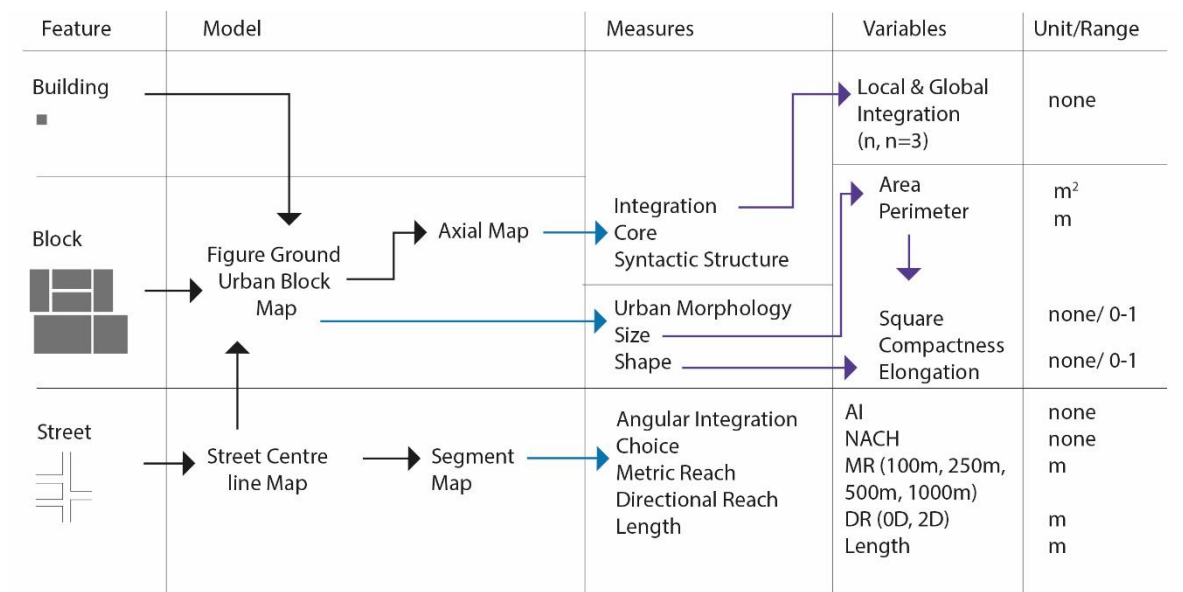 Feature
Model
Measures
Variables
Unit/Range
Building
Local & Global
Integration
(n, n=3)
none
Block
Figure Ground
Urban Block
Map
Axial Map
Integration
Core
Syntactic Structure
Area
Perimeter
m²
m
Urban Morphology
Size
Shape
Square
Compactness
Elongation
none/ 0-1
none/ 0-1
Street
Street Centre
line Map
Segment
Map
Angular Integration
Choice
Metric Reach
Directional Reach
Length
AI
NACH
MR (100m, 250m,
500m, 1000m)
DR (0D, 2D)
Length
none
none
m
m
m